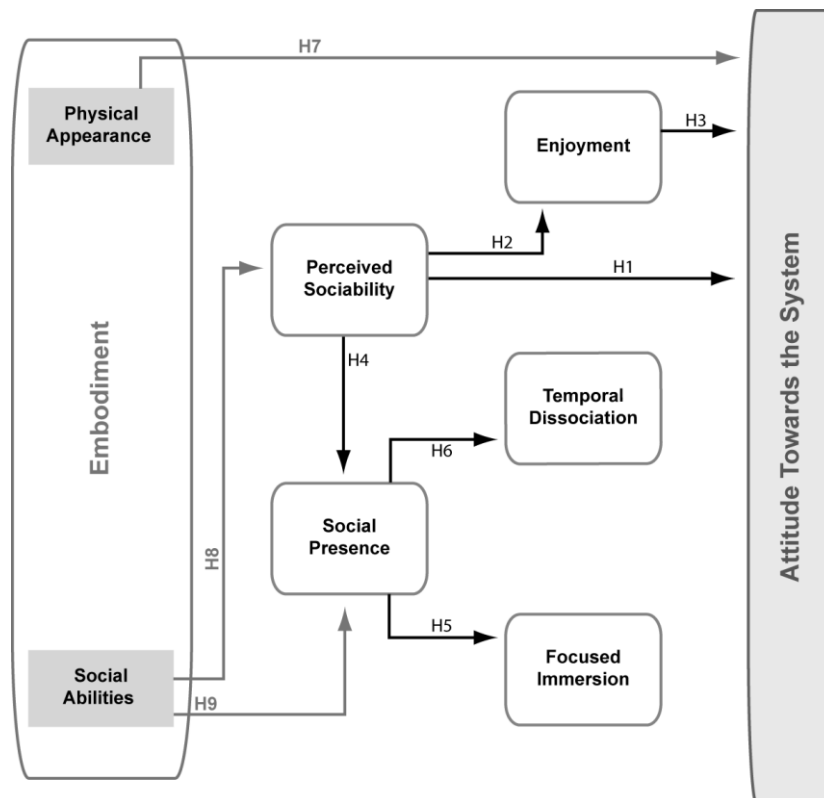 H7
Physical
Appearance
Enjoyment
H3
H2
Perceived
Sociability
H1
Embodiment
H4
Temporal
Dissociation
H6
Social
Presence
H8
H5
Focused
Immersion
Social
Abilities
H9
Attitude Towards the System